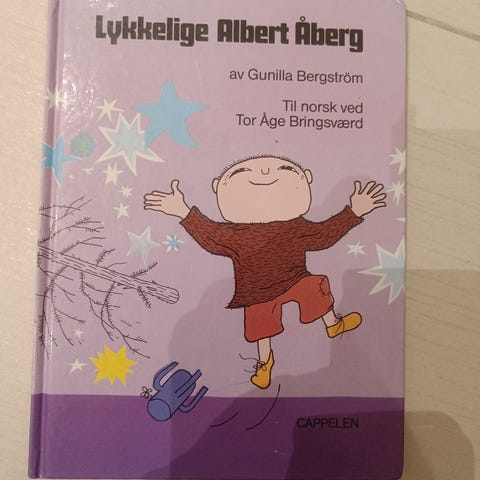 Lykkelige Albert Åberg
av Gunilla Bergström
Til norsk ved
Tor Åge Bringsværd
CAPPELEN